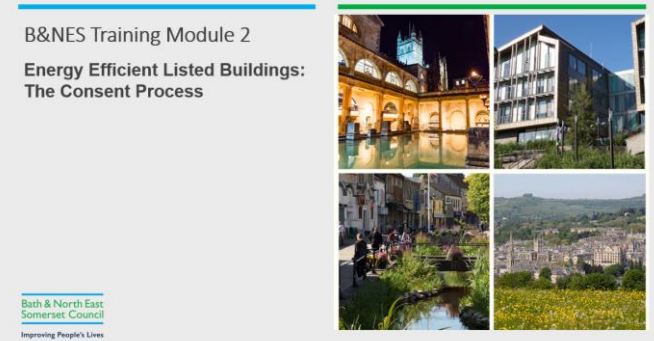 B&NES Training Module 2
Energy Efficient Listed Buildings:
The Consent Process
Bath & North East
Somerset Council
Improving People's Lives